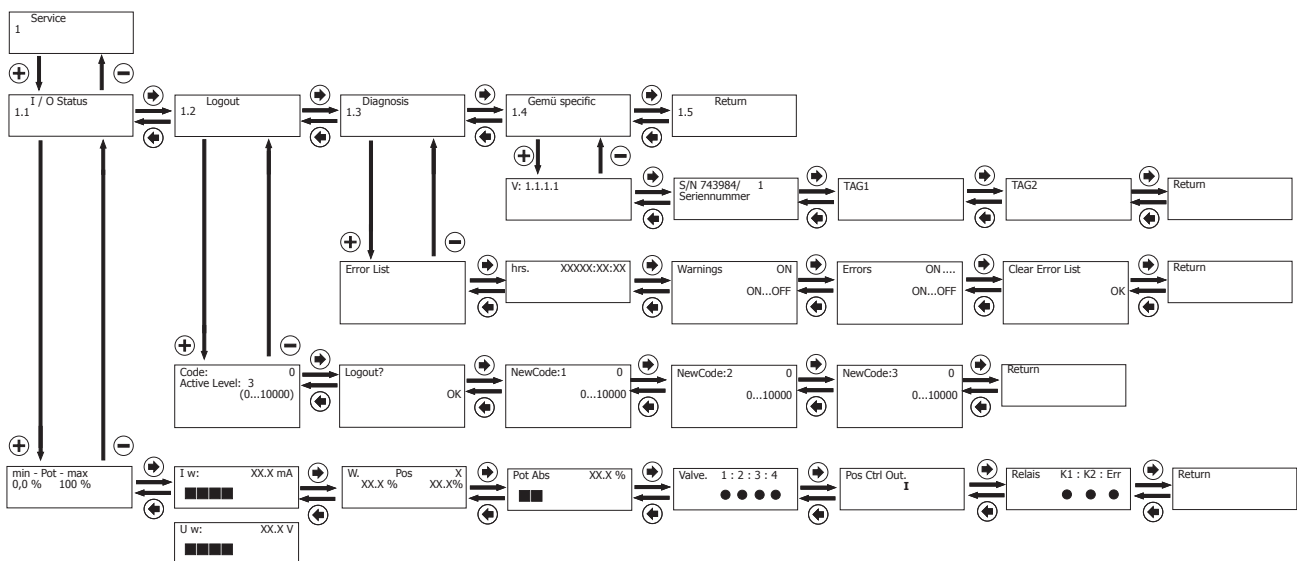 Service
1
I / O Status
1.1
Logout
1.2
Diagnosis
1.3
Gemü specific
1.4
Return
1.5
V: 1.1.1.1
S/N 743984/ 1
Seriennummer
TAG1
TAG2
Return
Error List
hrs. XXXXX:XX:XX
Warnings ON
ON...OFF
Errors ON....
ON...OFF
Clear Error List
OK
Return
Code: 0
Active Level: 3
(0...10000)
Logout?
OK
NewCode:1 0
0...10000
NewCode:2 0
0...10000
NewCode:3 0
0...10000
Return
min - Pot - max
0,0 % 100 %
I w: XX.X mA
W. Pos X
XX.X % XX.X%
Pot Abs XX.X %
Valve. 1 : 2 : 3 : 4
Pos Ctrl Out.
I
Relais K1 : K2 : Err
Return
U w: XX.X V